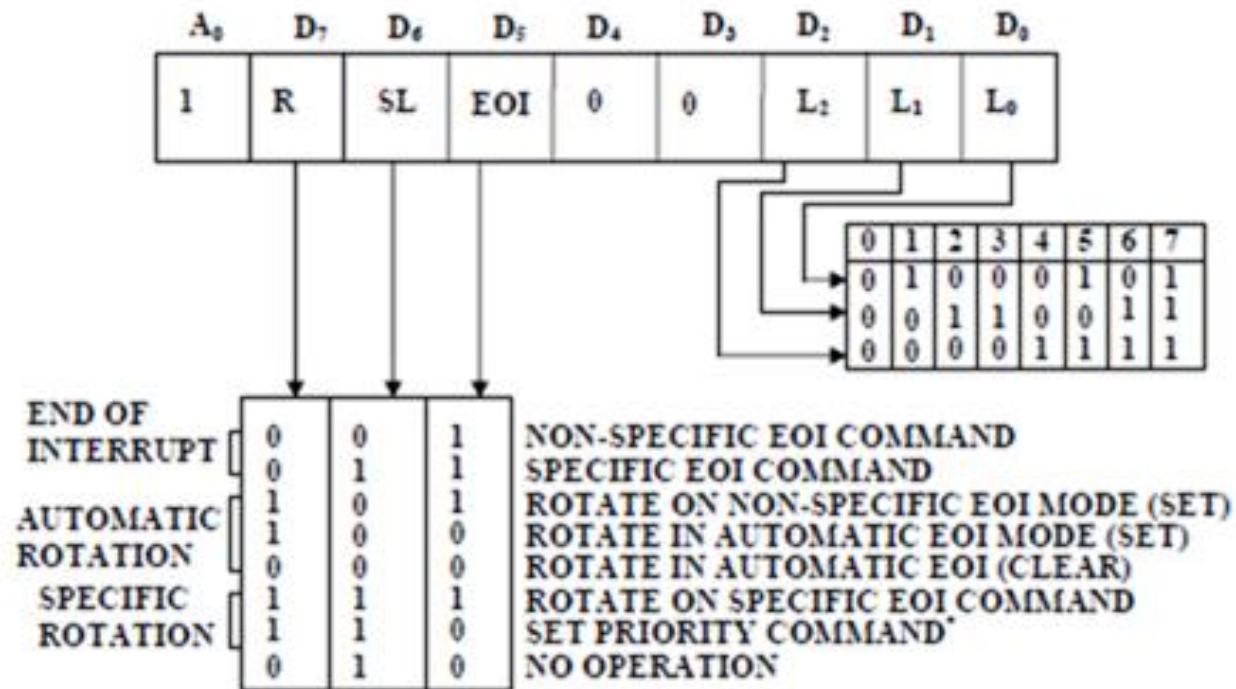 A₀ D₇ D₆ D₅ D₄ D₃ D₂ D₁ D₀
1 R SL EOI 0 0 L₂ L₁ L₀
0 1 2 3 4 5 6 7
0 1 0 0 0 1 0 1
0 0 1 1 0 0 1 1
0 0 0 0 1 1 1 1
END OF
INTERRUPT
0 0 1 NON-SPECIFIC EOI COMMAND
0 1 1 SPECIFIC EOI COMMAND
AUTOMATIC
ROTATION
1 0 1 ROTATE ON NON-SPECIFIC EOI MODE (SET)
1 0 0 ROTATE IN AUTOMATIC EOI MODE (SET)
0 0 0 ROTATE IN AUTOMATIC EOI (CLEAR)
SPECIFIC
ROTATION
1 1 1 ROTATE ON SPECIFIC EOI COMMAND
1 1 0 SET PRIORITY COMMAND*
0 1 0 NO OPERATION